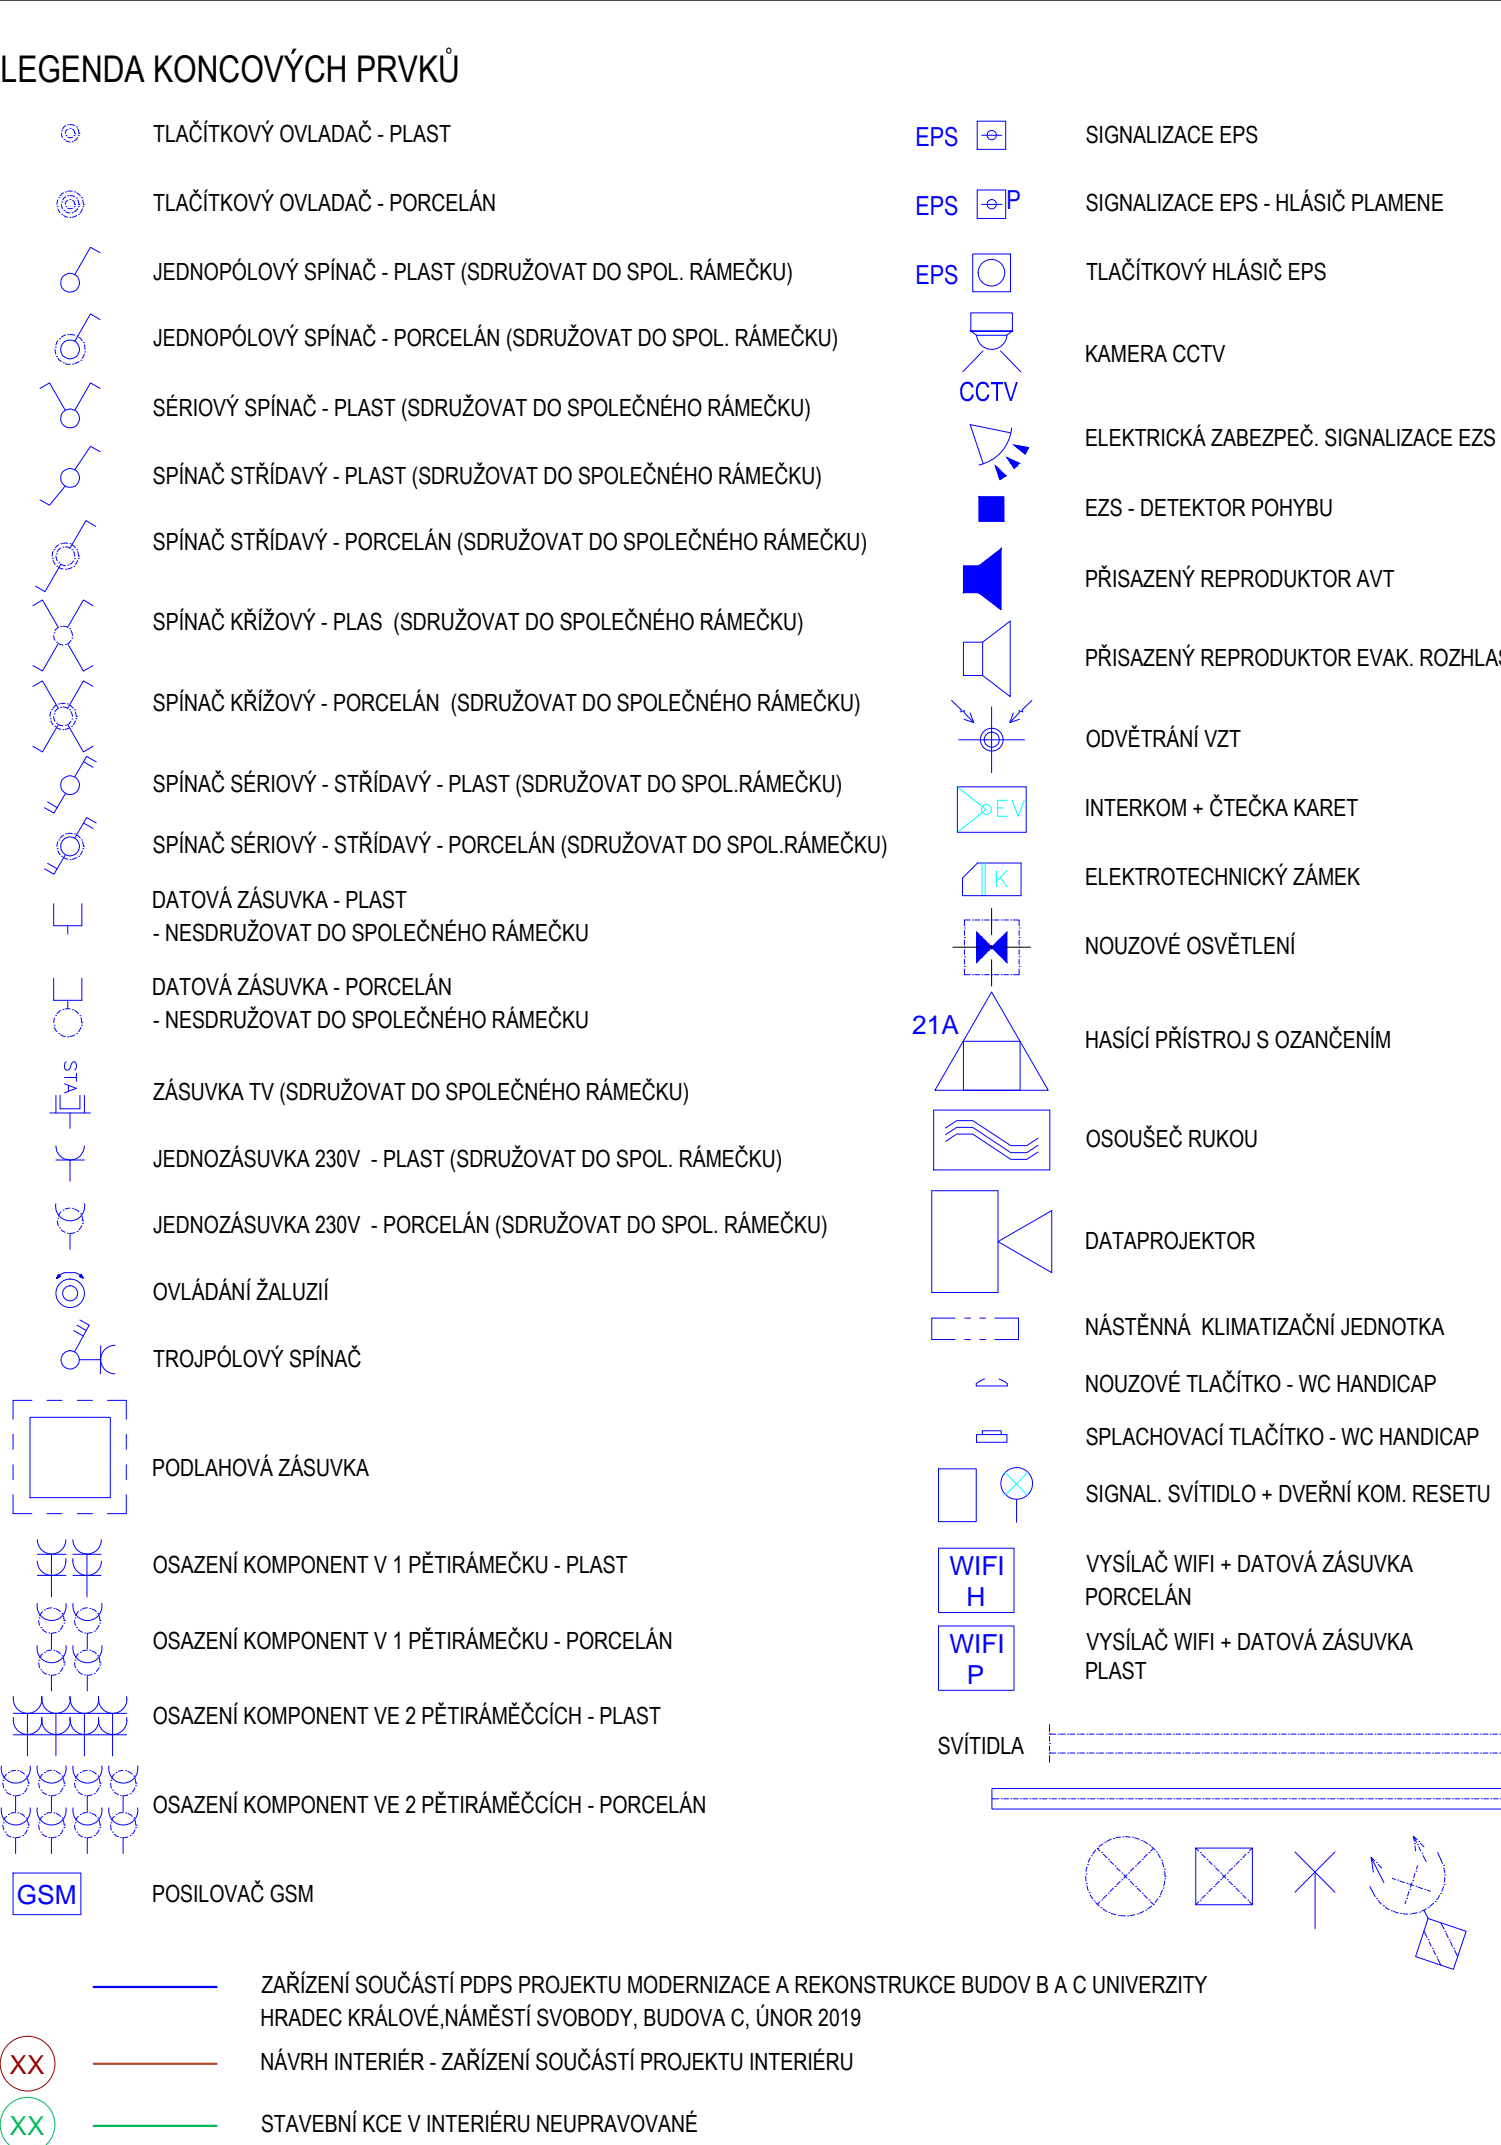 LEGENDA KONCOVÝCH PRVKŮ
TLAČÍTKOVÝ OVLADAČ - PLAST
TLAČÍTKOVÝ OVLADAČ - PORCELÁN
JEDNOPÓLOVÝ SPÍNAČ - PLAST (SDRUŽOVAT DO SPOL. RÁMEČKU)
JEDNOPÓLOVÝ SPÍNAČ - PORCELÁN (SDRUŽOVAT DO SPOL. RÁMEČKU)
SÉRIOVÝ SPÍNAČ - PLAST (SDRUŽOVAT DO SPOLEČNÉHO RÁMEČKU)
SPÍNAČ STŘÍDAVÝ - PLAST (SDRUŽOVAT DO SPOLEČNÉHO RÁMEČKU)
SPÍNAČ STŘÍDAVÝ - PORCELÁN (SDRUŽOVAT DO SPOLEČNÉHO RÁMEČKU)
SPÍNAČ KŘÍŽOVÝ - PLAS (SDRUŽOVAT DO SPOLEČNÉHO RÁMEČKU)
SPÍNAČ KŘÍŽOVÝ - PORCELÁN (SDRUŽOVAT DO SPOLEČNÉHO RÁMEČKU)
SPÍNAČ SÉRIOVÝ - STŘÍDAVÝ - PLAST (SDRUŽOVAT DO SPOL.RÁMEČKU)
SPÍNAČ SÉRIOVÝ - STŘÍDAVÝ - PORCELÁN (SDRUŽOVAT DO SPOL.RÁMEČKU)
DATOVÁ ZÁSUVKA - PLAST
- NESDRUŽOVAT DO SPOLEČNÉHO RÁMEČKU
DATOVÁ ZÁSUVKA - PORCELÁN
- NESDRUŽOVAT DO SPOLEČNÉHO RÁMEČKU
STA
ZÁSUVKA TV (SDRUŽOVAT DO SPOLEČNÉHO RÁMEČKU)
JEDNOZÁSUVKA 230V - PLAST (SDRUŽOVAT DO SPOL. RÁMEČKU)
JEDNOZÁSUVKA 230V - PORCELÁN (SDRUŽOVAT DO SPOL. RÁMEČKU)
OVLÁDÁNÍ ŽALUZIÍ
TROJPÓLOVÝ SPÍNAČ
PODLAHOVÁ ZÁSUVKA
OSAZENÍ KOMPONENT V 1 PĚTIRÁMEČKU - PLAST
OSAZENÍ KOMPONENT V 1 PĚTIRÁMEČKU - PORCELÁN
OSAZENÍ KOMPONENT VE 2 PĚTIRÁMĚČCÍCH - PLAST
OSAZENÍ KOMPONENT VE 2 PĚTIRÁMĚČCÍCH - PORCELÁN
GSM POSILOVAČ GSM
EPS SIGNALIZACE EPS
EPS P SIGNALIZACE EPS - HLÁSIČ PLAMENE
EPS TLAČÍTKOVÝ HLÁSIČ EPS
KAMERA CCTV
CCTV
ELEKTRICKÁ ZABEZPEČ. SIGNALIZACE EZS
EZS - DETEKTOR POHYBU
PŘISAZENÝ REPRODUKTOR AVT
PŘISAZENÝ REPRODUKTOR EVAK. ROZHLAS
ODVĚTRÁNÍ VZT
EV INTERKOM + ČTEČKA KARET
K ELEKTROTECHNICKÝ ZÁMEK
NOUZOVÉ OSVĚTLENÍ
21A HASÍCÍ PŘÍSTROJ S OZANČENÍM
OSOUŠEČ RUKOU
DATAPROJEKTOR
NÁSTĚNNÁ KLIMATIZAČNÍ JEDNOTKA
NOUZOVÉ TLAČÍTKO - WC HANDICAP
SPLACHOVACÍ TLAČÍTKO - WC HANDICAP
SIGNAL. SVÍTIDLO + DVEŘNÍ KOM. RESETU
WIFI H
VYSÍLAČ WIFI + DATOVÁ ZÁSUVKA
PORCELÁN
WIFI P
VYSÍLAČ WIFI + DATOVÁ ZÁSUVKA
PLAST
SVÍTIDLA
ZAŘÍZENÍ SOUČÁSTÍ PDPS PROJEKTU MODERNIZACE A REKONSTRUKCE BUDOV B A C UNIVERZITY
HRADEC KRÁLOVÉ,NÁMĚSTÍ SVOBODY, BUDOVA C, ÚNOR 2019
XX NÁVRH INTERIÉR - ZAŘÍZENÍ SOUČÁSTÍ PROJEKTU INTERIÉRU
XX STAVEBNÍ KCE V INTERIÉRU NEUPRAVOVANÉ